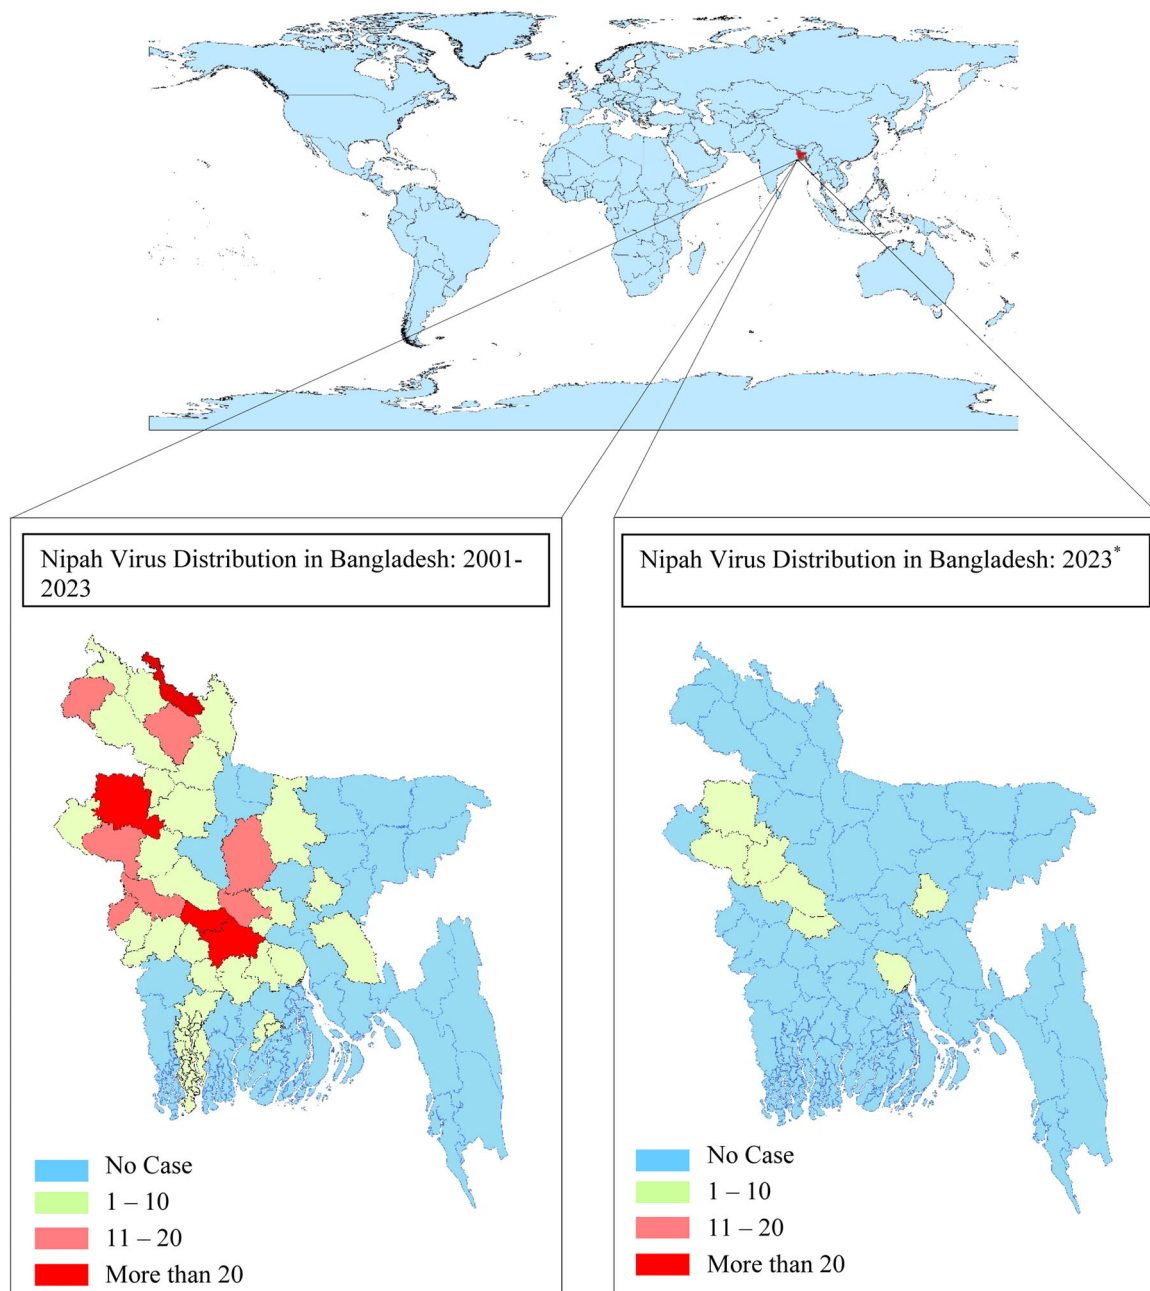 Nipah Virus Distribution in Bangladesh: 2001-
2023
No Case
1 – 10
11 – 20
More than 20
Nipah Virus Distribution in Bangladesh: 2023*
No Case
1 – 10
11 – 20
More than 20